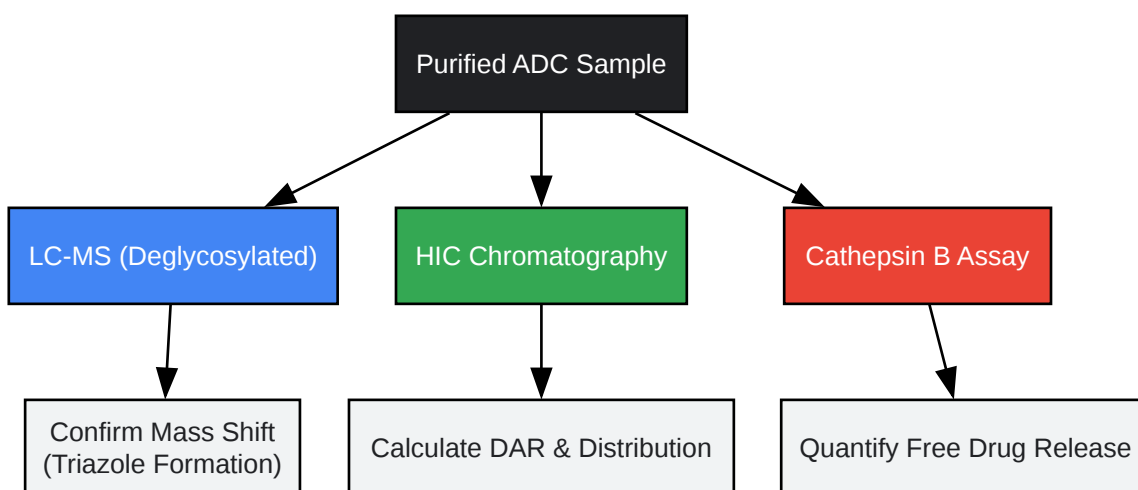 Purified ADC Sample
LC-MS (Deglycosylated)
HIC Chromatography
Cathepsin B Assay
Confirm Mass Shift
(Triazole Formation)
Calculate DAR & Distribution
Quantify Free Drug Release